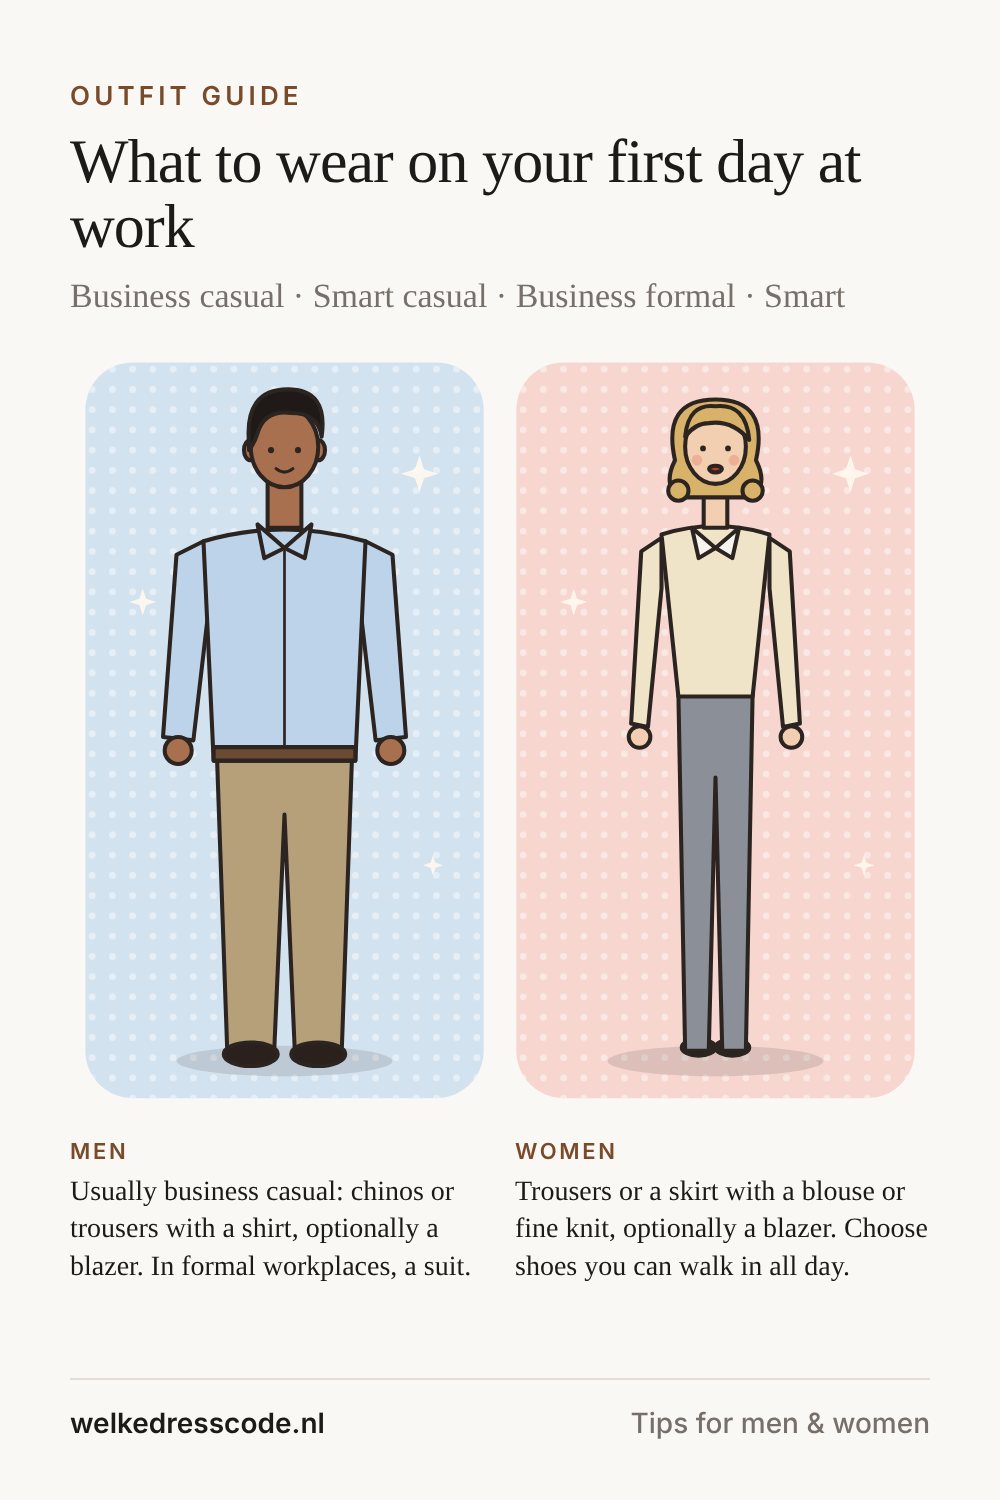 OUTFIT GUIDE
What to wear on your first day at
work
Business casual · Smart casual · Business formal · Smart
MEN
Usually business casual: chinos or
trousers with a shirt, optionally a
blazer. In formal workplaces, a suit.
WOMEN
Trousers or a skirt with a blouse or
fine knit, optionally a blazer. Choose
shoes you can walk in all day.
welkedresscode.nl
Tips for men & women